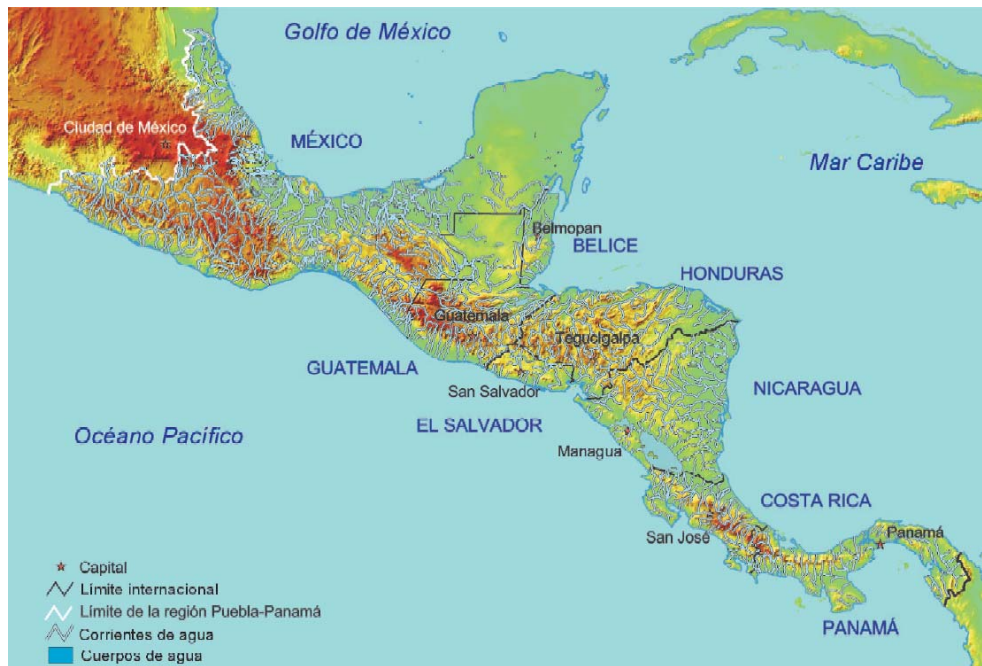 Golfo de México
Ciudad de México
MÉXICO
Mar Caribe
Belmopan
BELICE
HONDURAS
Guatemala
Tegucigalpa
GUATEMALA
San Salvador
NICARAGUA
EL SALVADOR
Océano Pacífico
Managua
COSTA RICA
San José
Panamá
PANAMÁ
Capital
Límite internacional
Límite de la región Puebla-Panamá
Corrientes de agua
Cuerpos de agua